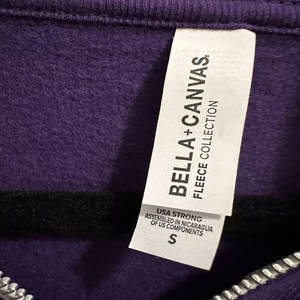 BELLA+CANVAS®
FLEECE COLLECTION
USA STRONG
ASSEMBLED IN NICARAGUA
OF US COMPONENTS
S